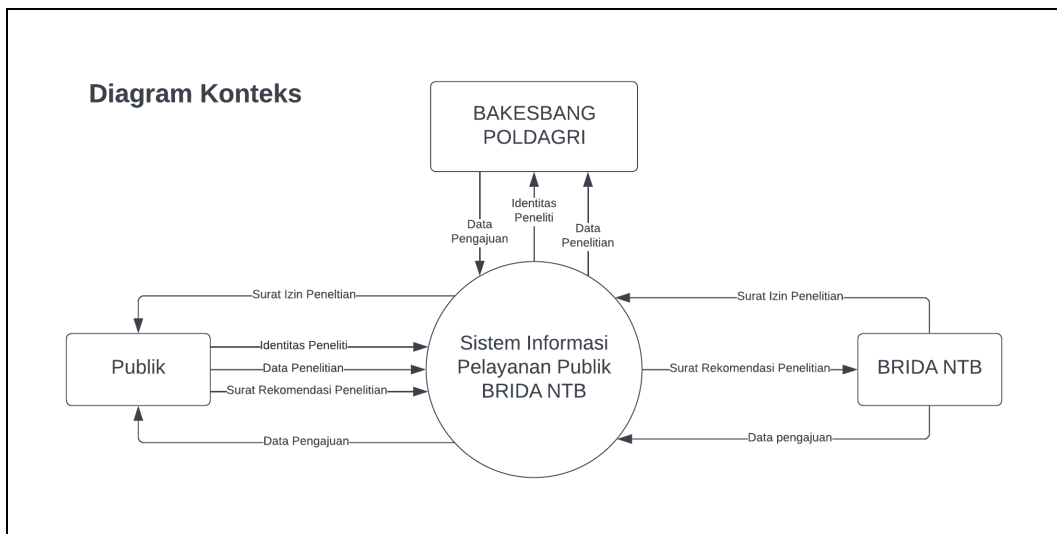 Diagram Konteks
BAKESBANG
POLDAGRI
Data
Pengajuan
Identitas
Peneliti
Data
Penelitian
Surat Izin Peneltian
Identitas Peneliti
Data Penelitian
Surat Rekomendasi Penelitian
Data Pengajuan
Publik
Sistem Informasi
Pelayanan Publik
BRIDA NTB
Surat Izin Penelitian
Surat Rekomendasi Penelitian
Data pengajuan
BRIDA NTB